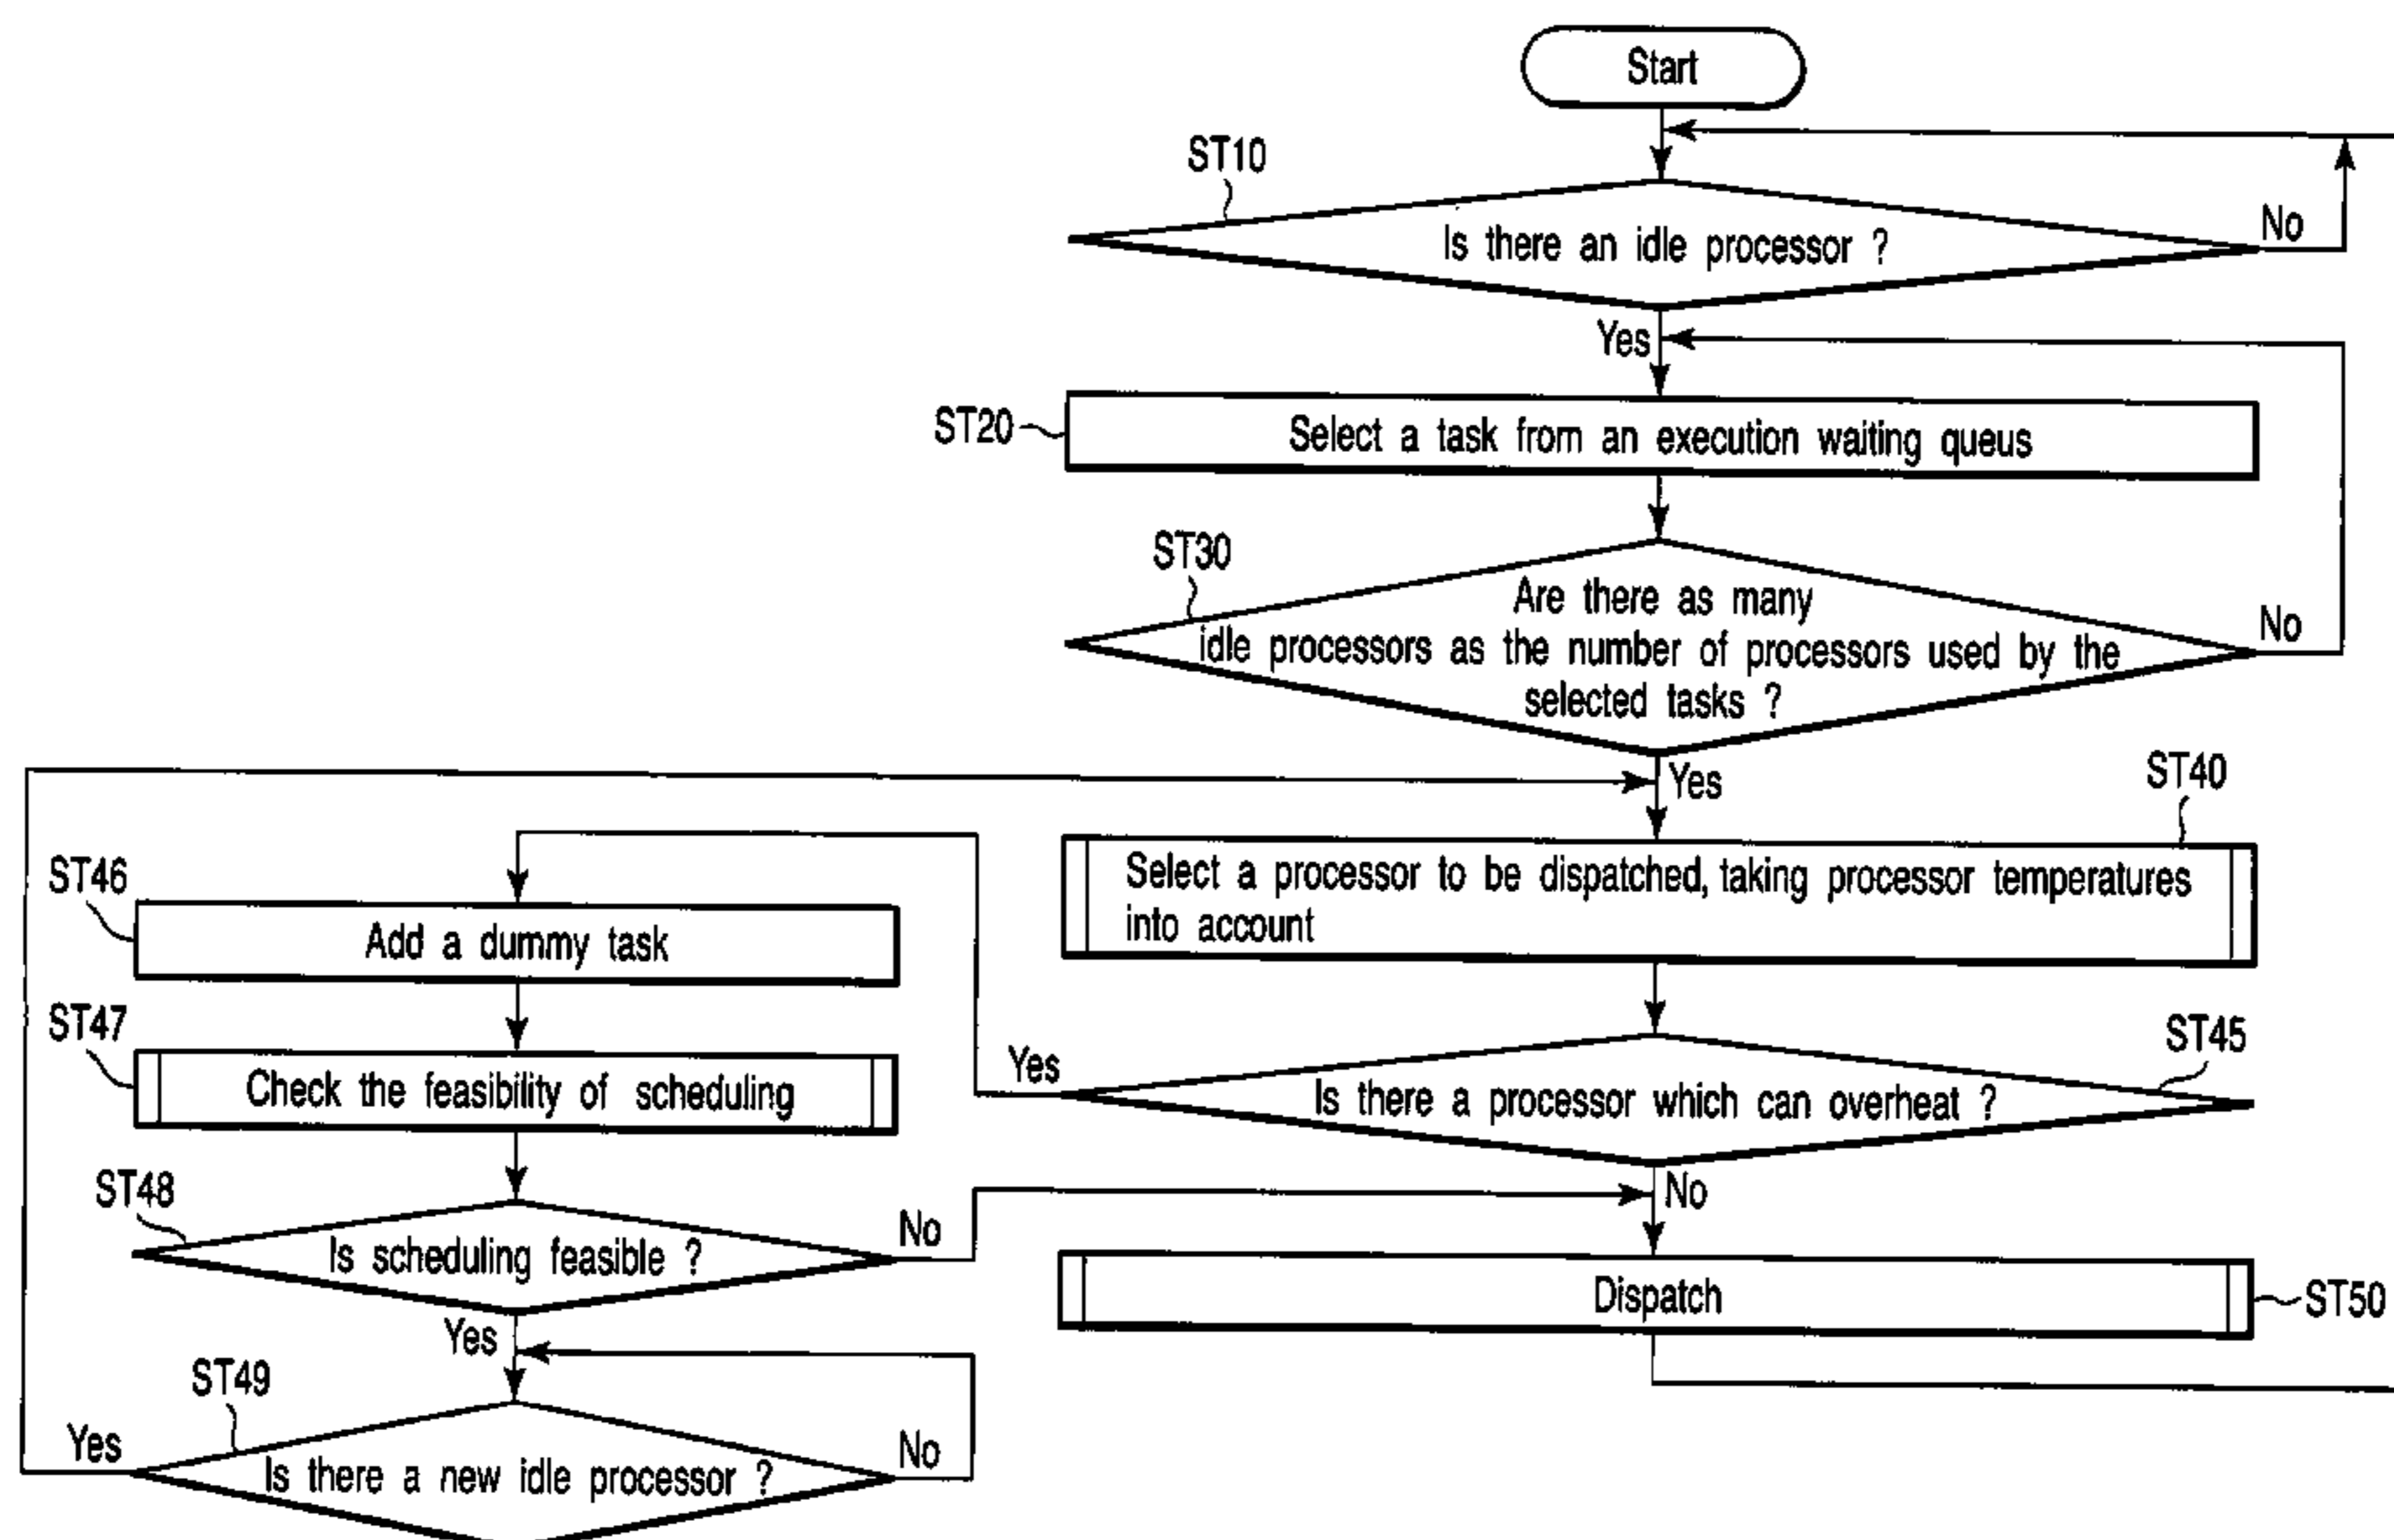 Start
ST10
Is there an idle processor ?
No
Yes
ST20
Select a task from an execution waiting queus
ST30
Are there as many
idle processors as the number of processors used by the
selected tasks ?
No
Yes
ST40
Select a processor to be dispatched, taking processor temperatures
into account
ST46
Add a dummy task
ST47
Check the feasibility of scheduling
ST45
Is there a processor which can overheat ?
Yes
No
ST48
Is scheduling feasible ?
No
Yes
Dispatch
ST50
ST49
Is there a new idle processor ?
Yes
No